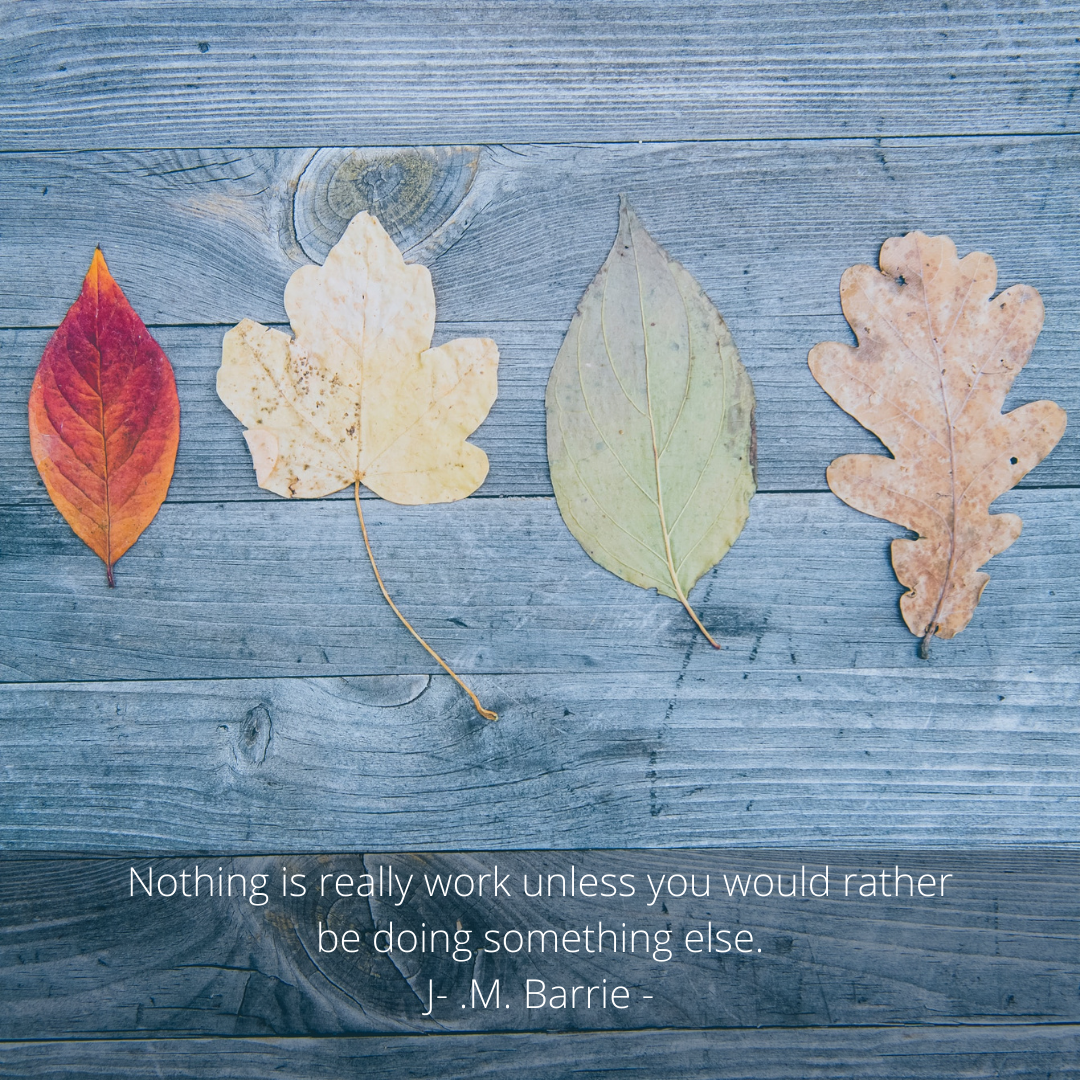 Nothing is really work unless you would rather
be doing something else.
J- .M. Barrie -